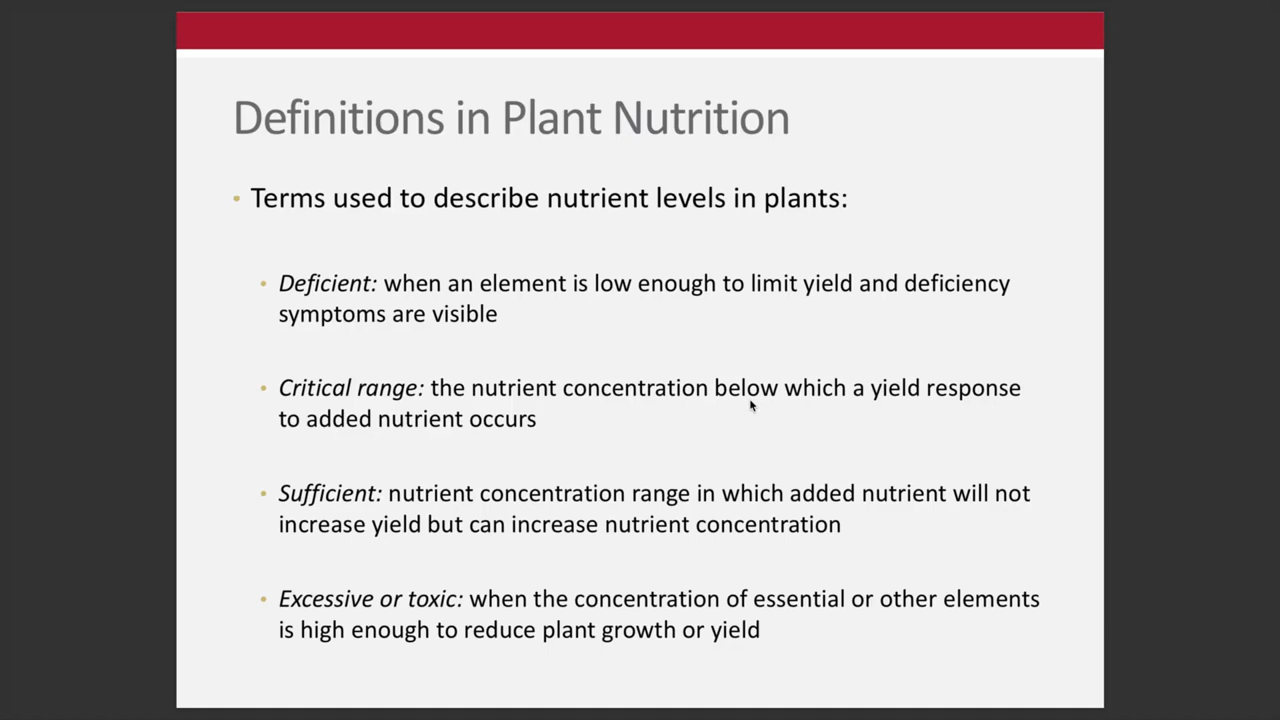 Definitions in Plant Nutrition
• Terms used to describe nutrient levels in plants:
• Deficient: when an element is low enough to limit yield and deficiency
symptoms are visible
• Critical range: the nutrient concentration below which a yield response
to added nutrient occurs
• Sufficient: nutrient concentration range in which added nutrient will not
increase yield but can increase nutrient concentration
• Excessive or toxic: when the concentration of essential or other elements
is high enough to reduce plant growth or yield